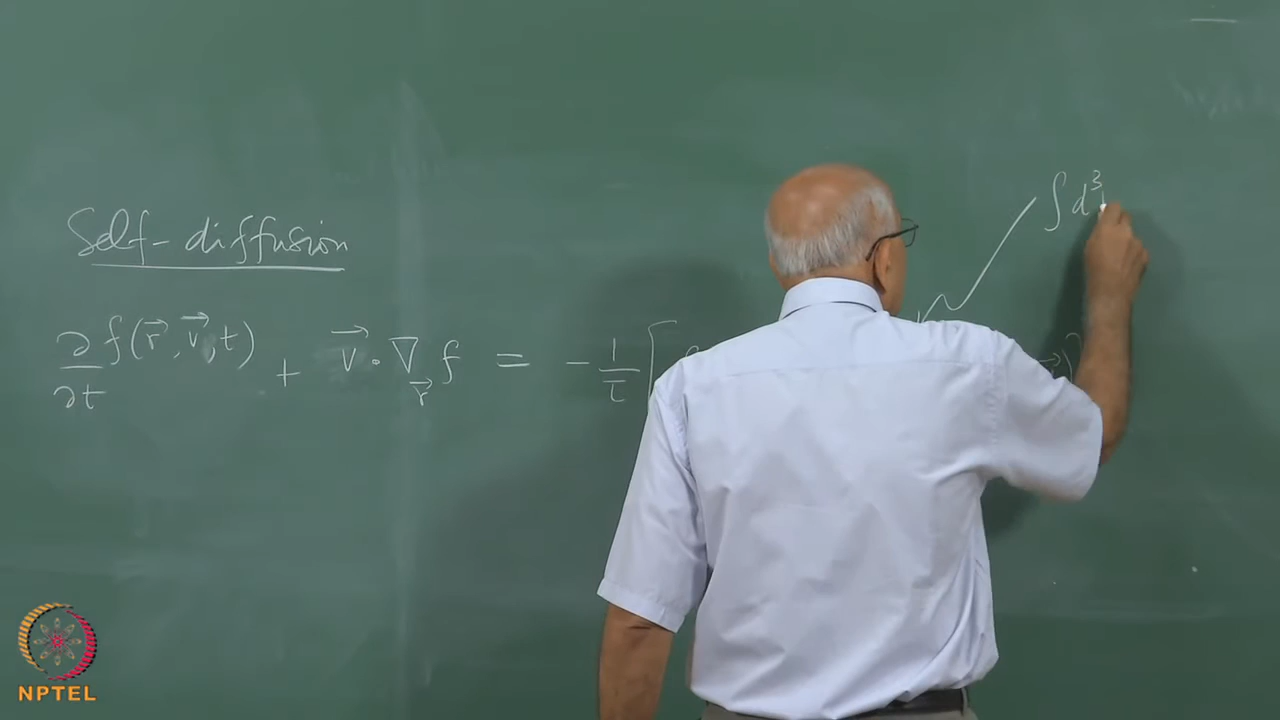 ∫ d³
Self-diffusion
∂/∂t f(r⃗, v⃗, t) + v⃗ · ∇_r⃗ f = − 1/τ [
NPTEL